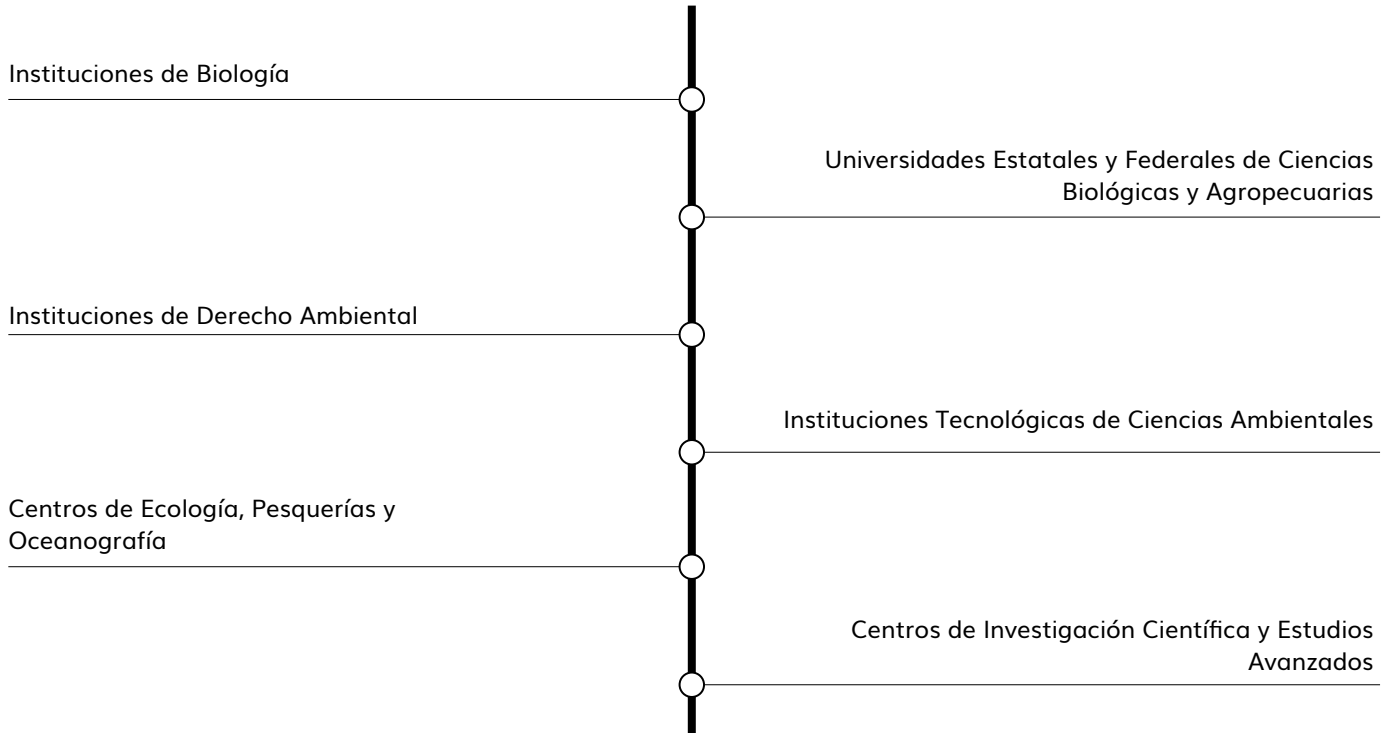 Instituciones de Biología
Universidades Estatales y Federales de Ciencias
Biológicas y Agropecuarias
Instituciones de Derecho Ambiental
Instituciones Tecnológicas de Ciencias Ambientales
Centros de Ecología, Pesquerías y
Oceanografía
Centros de Investigación Científica y Estudios
Avanzados